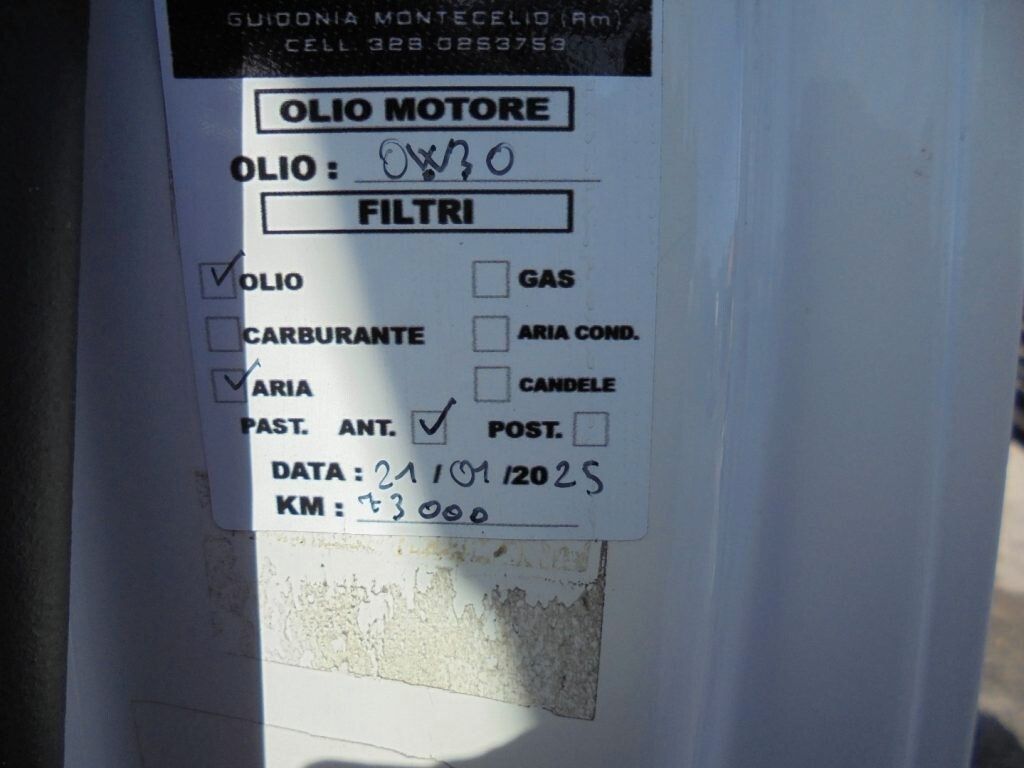 GUIDONIA MONTECELIO (Rm)
CELL. 328 0253753
OLIO MOTORE
OLIO : 0W30
FILTRI
OLIO GAS
CARBURANTE ARIA COND.
ARIA CANDELE
PAST. ANT. POST.
DATA : 21/01/2025
KM : 73000